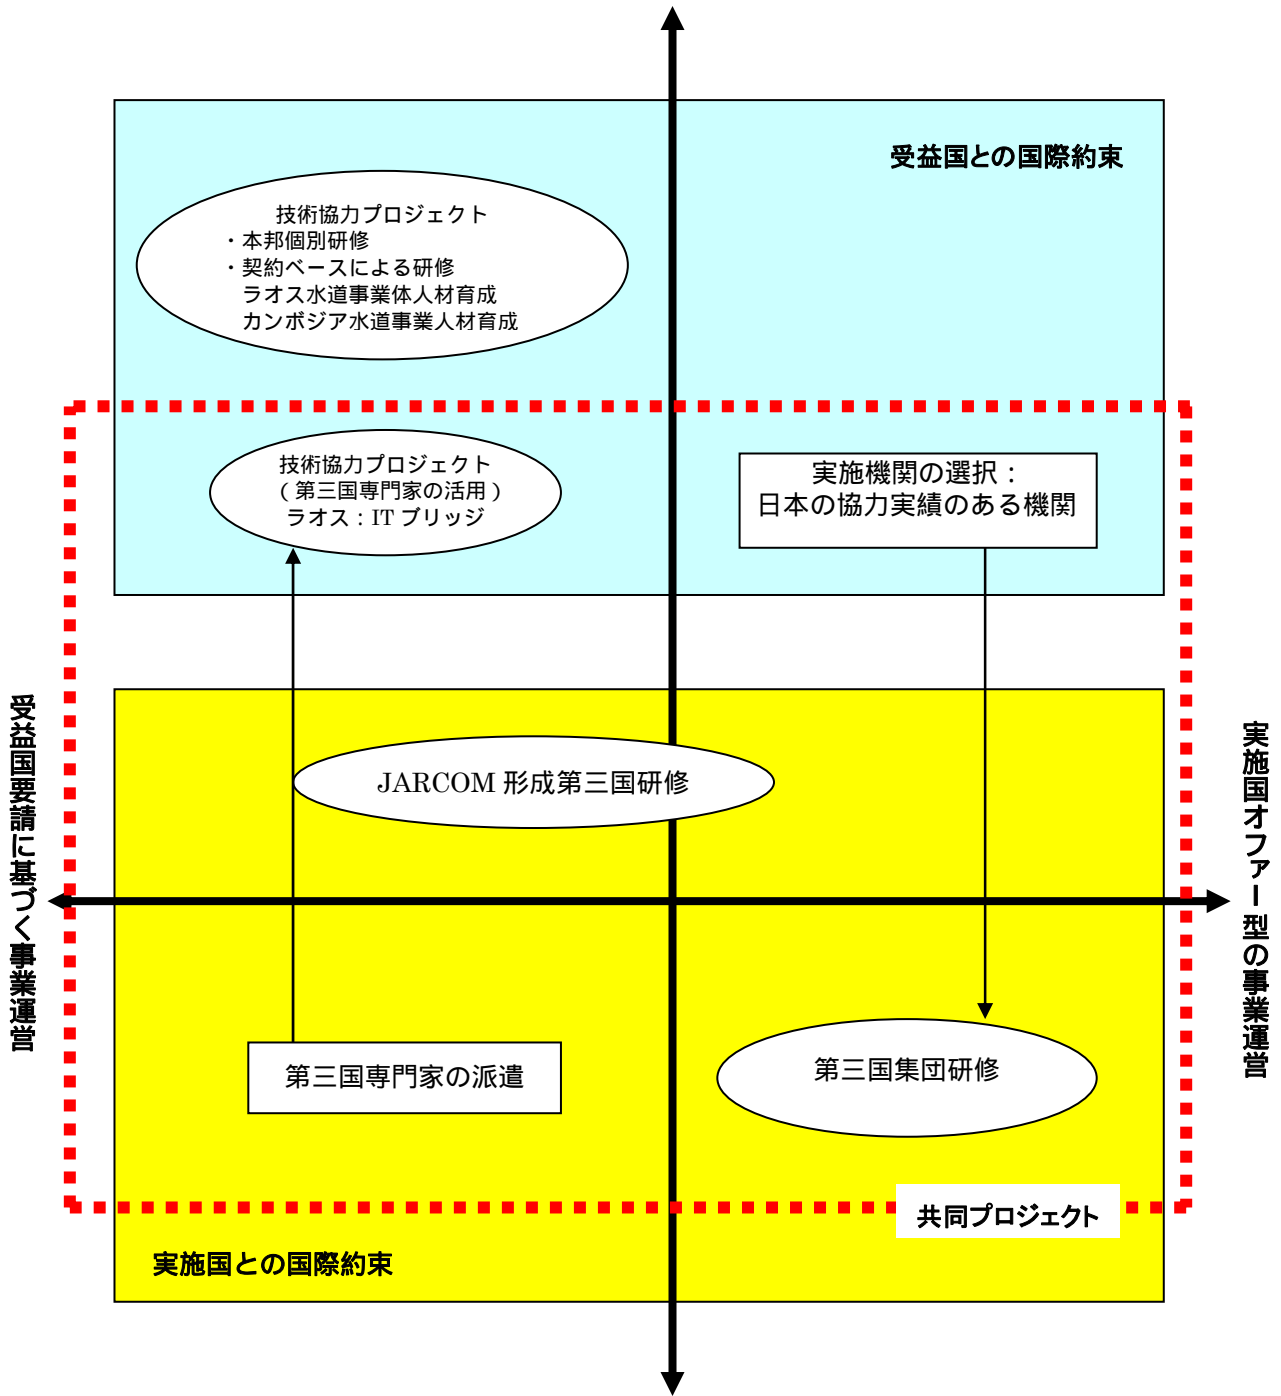 受益国との国際約束
技術協力プロジェクト
・本邦個別研修
・契約ベースによる研修
ラオス水道事業体人材育成
カンボジア水道事業人材育成
技術協力プロジェクト
（第三国専門家の活用）
ラオス：IT ブリッジ
実施機関の選択：
日本の協力実績のある機関
受益国要請に基づく事業運営
実施国オファー型の事業運営
JARCOM 形成第三国研修
第三国専門家の派遣
第三国集団研修
共同プロジェクト
実施国との国際約束